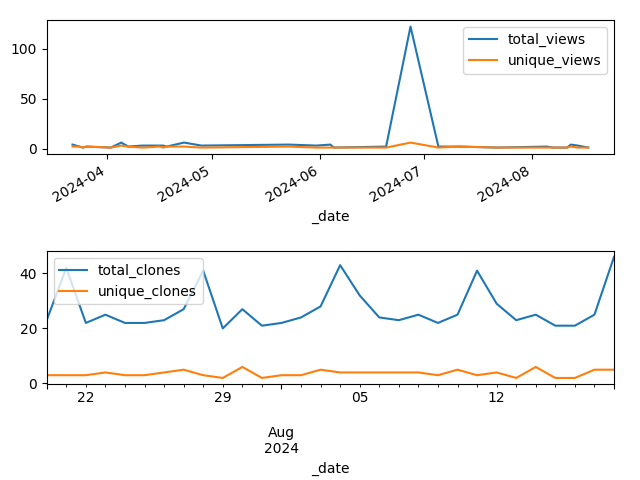 total_views
unique_views
100
50
0
2024-04
2024-05
2024-06
2024-07
2024-08
_date
total_clones
unique_clones
40
20
0
22
29
05
12
Aug
2024
_date